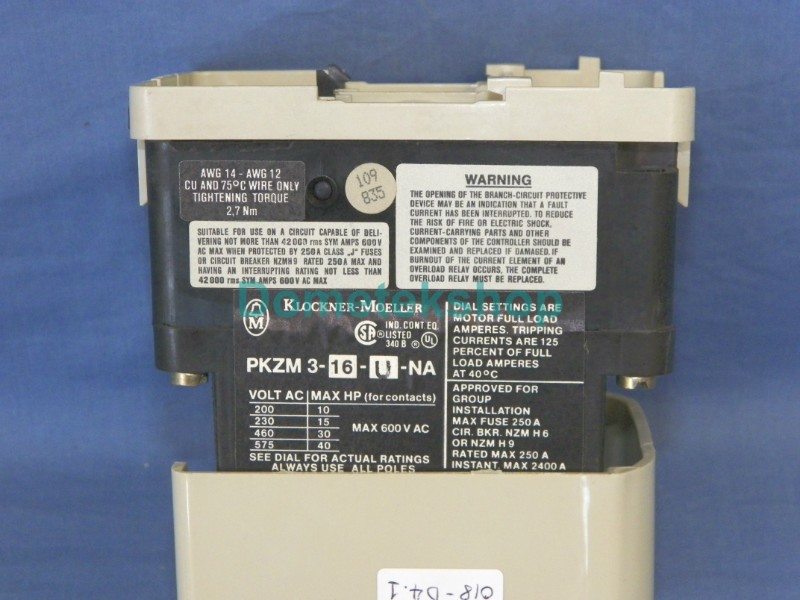 AWG 14 - AWG 12
CU AND 75°C WIRE ONLY
TIGHTENING TORQUE
2,7 Nm
109
835
WARNING
THE OPENING OF THE BRANCH-CIRCUIT PROTECTIVE
DEVICE MAY BE AN INDICATION THAT A FAULT
CURRENT HAS BEEN INTERRUPTED. TO REDUCE
THE RISK OF FIRE OR ELECTRIC SHOCK,
CURRENT-CARRYING PARTS AND OTHER
COMPONENTS OF THE CONTROLLER SHOULD BE
EXAMINED AND REPLACED IF DAMAGED. IF
BURNOUT OF THE CURRENT ELEMENT OF AN
OVERLOAD RELAY OCCURS, THE COMPLETE
OVERLOAD RELAY MUST BE REPLACED.
SUITABLE FOR USE ON A CIRCUIT CAPABLE OF DELI-
VERING NOT MORE THAN 42000 rms SYM AMPS 600V
AC MAX WHEN PROTECTED BY 250A CLASS „J" FUSES
OR CIRCUIT BREAKER NZMN9 RATED 250A MAX AND
HAVING AN INTERRUPTING RATING NOT LESS THAN
42000 rms SYM AMPS 600V AC MAX.
Dometekshop
M
KLOCKNER-MOELLER
SA ® IND. CONT. EQ.
LISTED UL
340 B ®
PKZM 3-16-U-NA
VOLT AC MAX HP (for contacts)
200 10
230 15
460 30
575 40
MAX 600 V AC
SEE DIAL FOR ACTUAL RATINGS
ALWAYS USE ALL POLES
DIAL SETTINGS ARE
MOTOR FULL LOAD
AMPERES. TRIPPING
CURRENTS ARE 125
PERCENT OF FULL
LOAD AMPERES
AT 40°C
APPROVED FOR
GROUP
INSTALLATION
MAX FUSE 250 A
CIR. BKR. NZM H6
OR NZM H9
RATED MAX 250 A
INSTANT. MAX 2400 A
018-D4.1